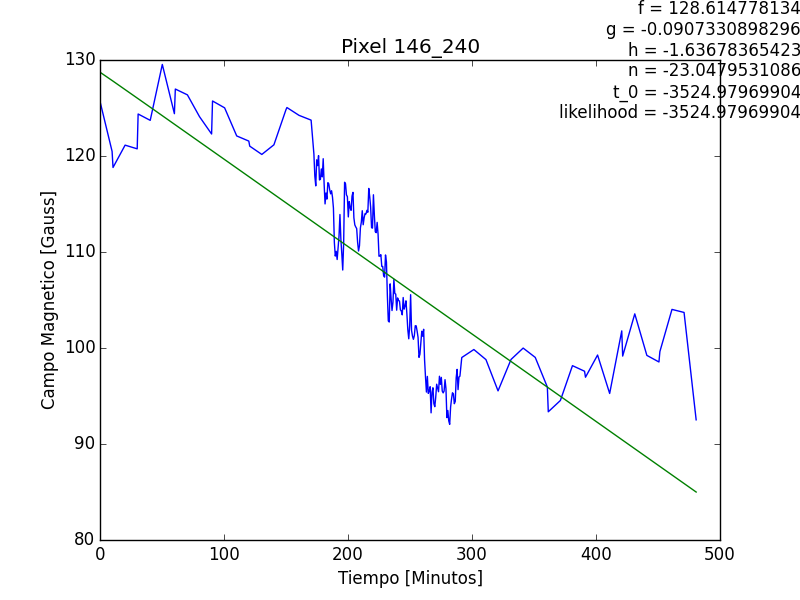 f = 128.614778134
g = -0.0907330898296
h = -1.63678365423
n = -23.0479531086
t_0 = -3524.97969904
likelihood = -3524.97969904
Pixel 146_240
130
120
110
100
90
80
Campo Magnetico [Gauss]
0 100 200 300 400 500
Tiempo [Minutos]